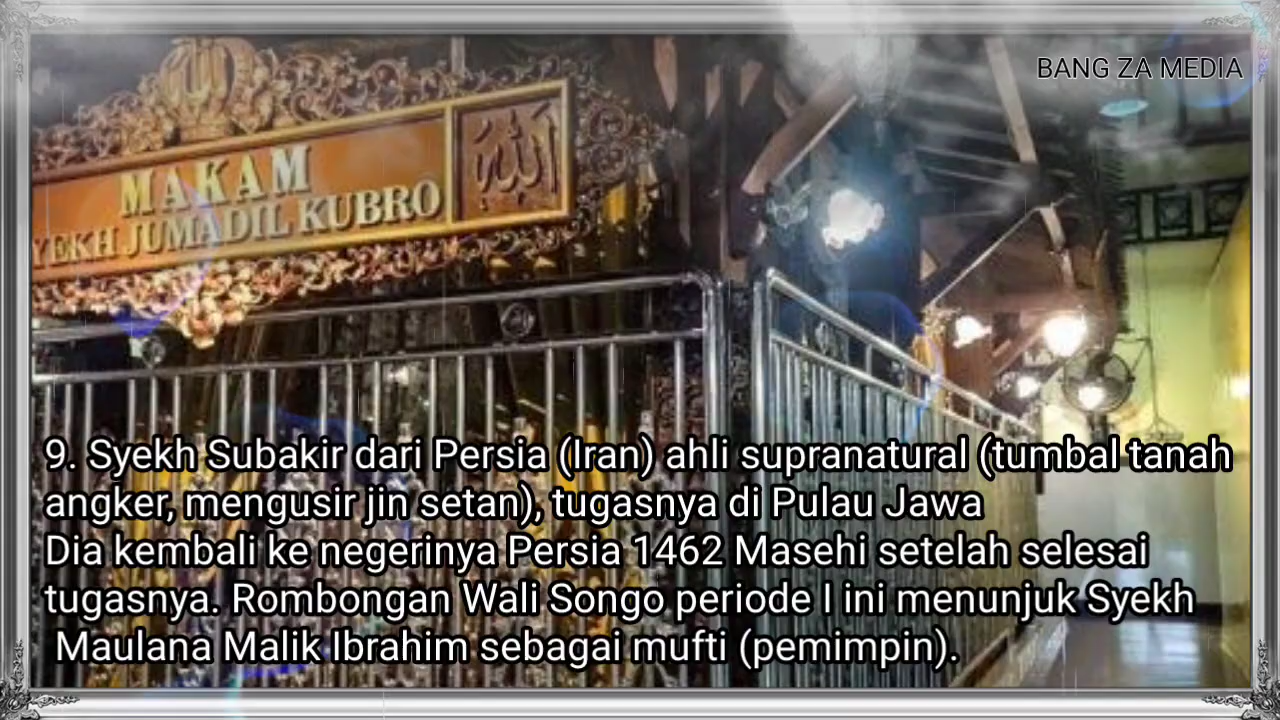 BANG ZA MEDIA
الله
MAKAM
YEKH JUMADIL KUBRO
9. Syekh Subakir dari Persia (Iran) ahli supranatural (tumbal tanah
angker, mengusir jin setan), tugasnya di Pulau Jawa
Dia kembali ke negerinya Persia 1462 Masehi setelah selesai
tugasnya. Rombongan Wali Songo periode I ini menunjuk Syekh
Maulana Malik Ibrahim sebagai mufti (pemimpin).